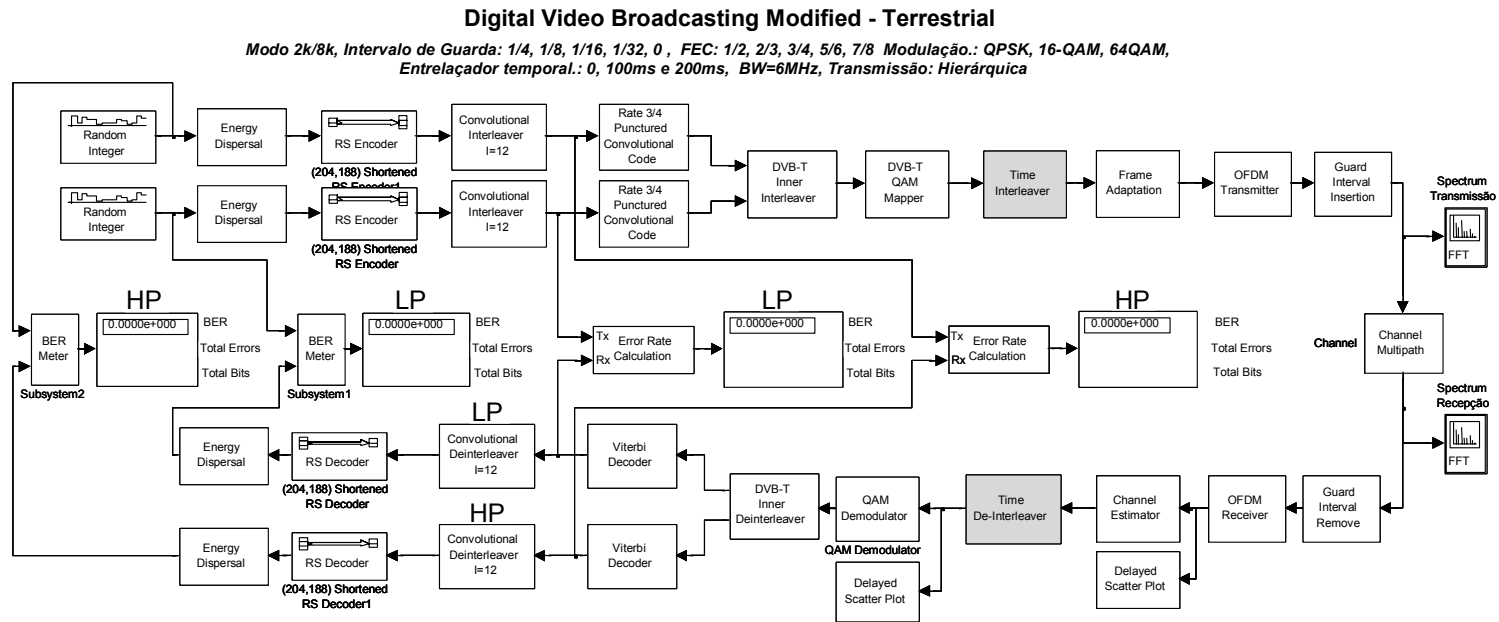 Digital Video Broadcasting Modified - Terrestrial
Modo 2k/8k, Intervalo de Guarda: 1/4, 1/8, 1/16, 1/32, 0 , FEC: 1/2, 2/3, 3/4, 5/6, 7/8 Modulação.: QPSK, 16-QAM, 64QAM,
Entrelaçador temporal.: 0, 100ms e 200ms, BW=6MHz, Transmissão: Hierárquica
Random
Integer
Energy
Dispersal
RS Encoder
(204,188) Shortened
RS Encoder1
Convolutional
Interleaver
I=12
Rate 3/4
Punctured
Convolutional
Code
Random
Integer
Energy
Dispersal
RS Encoder
(204,188) Shortened
RS Encoder
Convolutional
Interleaver
I=12
Rate 3/4
Punctured
Convolutional
Code
DVB-T
Inner
Interleaver
DVB-T
QAM
Mapper
Time
Interleaver
Frame
Adaptation
OFDM
Transmitter
Guard
Interval
Insertion
Spectrum
Transmissão
FFT
HP
BER
Meter
Subsystem2
0.0000e+000
BER
Total Errors
Total Bits
LP
BER
Meter
Subsystem1
0.0000e+000
BER
Total Errors
Total Bits
LP
Tx
Rx
Error Rate
Calculation
0.0000e+000
BER
Total Errors
Total Bits
HP
Tx
Rx
Error Rate
Calculation
0.0000e+000
BER
Total Errors
Total Bits
Channel
Channel
Multipath
Spectrum
Recepção
FFT
Energy
Dispersal
RS Decoder
(204,188) Shortened
RS Decoder
LP
Convolutional
Deinterleaver
I=12
Viterbi
Decoder
Energy
Dispersal
RS Decoder
(204,188) Shortened
RS Decoder1
HP
Convolutional
Deinterleaver
I=12
Viterbi
Decoder
DVB-T
Inner
Deinterleaver
QAM
Demodulator
QAM Demodulator
Delayed
Scatter Plot
Time
De-Interleaver
Channel
Estimator
Delayed
Scatter Plot
OFDM
Receiver
Guard
Interval
Remove